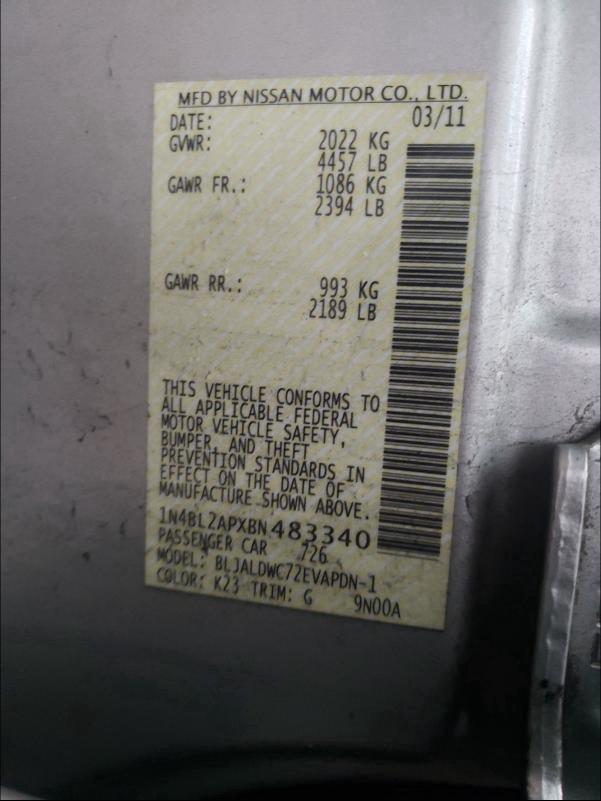 MFD BY NISSAN MOTOR CO., LTD.
DATE: 03/11
GVWR: 2022 KG
4457 LB
GAWR FR.: 1086 KG
2394 LB
GAWR RR.: 993 KG
2189 LB
THIS VEHICLE CONFORMS TO
ALL APPLICABLE FEDERAL
MOTOR VEHICLE SAFETY,
BUMPER, AND THEFT
PREVENTION STANDARDS IN
EFFECT ON THE DATE OF
MANUFACTURE SHOWN ABOVE.
1N4BL2APXBN483340
PASSENGER CAR 726
MODEL: BLJALDWC72EVAPDN-1
COLOR: K23 TRIM: G 9N00A